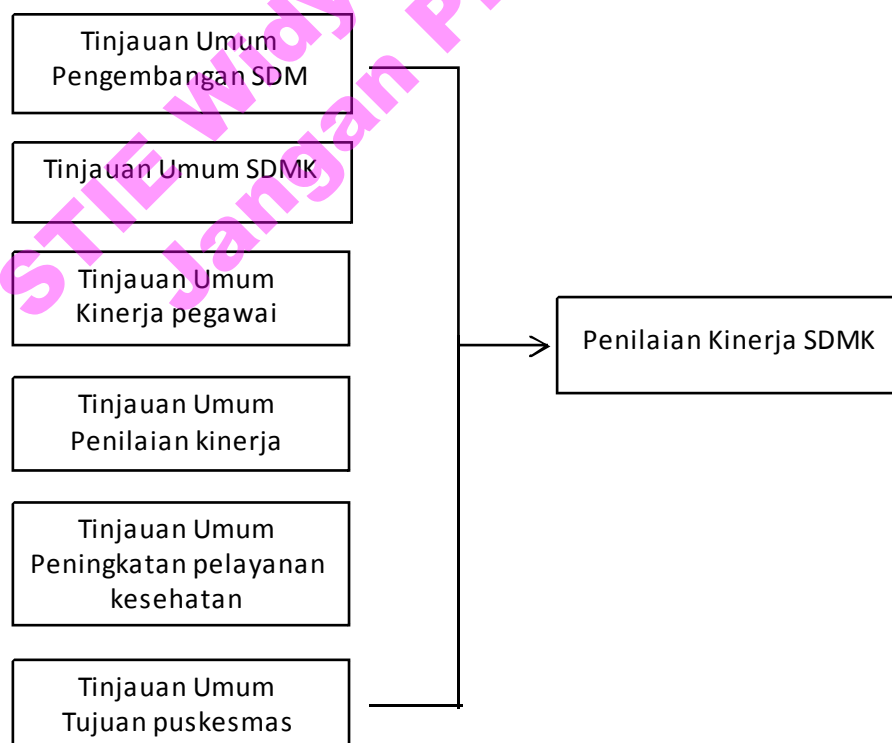 Tinjauan Umum
Pengembangan SDM
Tinjauan Umum SDMK
Tinjauan Umum
Kinerja pegawai
Tinjauan Umum
Penilaian kinerja
Tinjauan Umum
Peningkatan pelayanan
kesehatan
Tinjauan Umum
Tujuan puskesmas
Penilaian Kinerja SDMK
STIE
Jangan